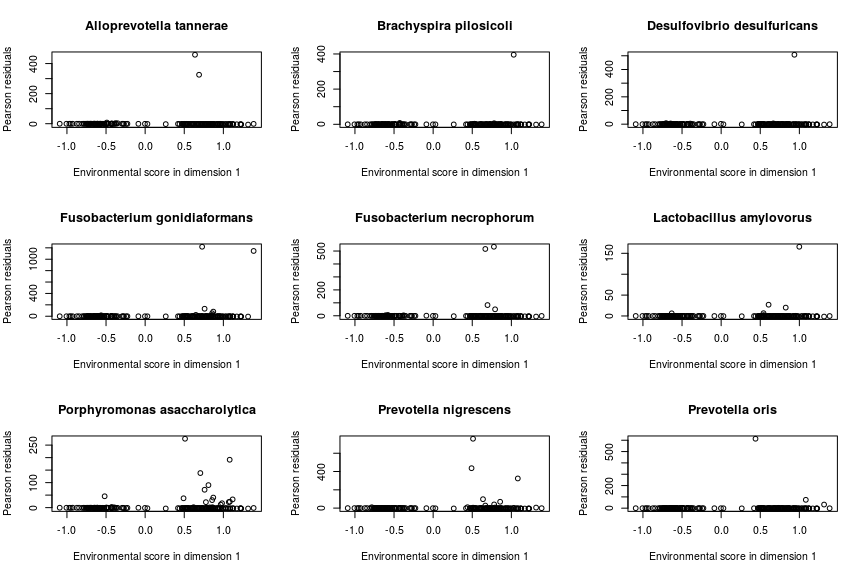 Alloprevotella tannerae Brachyspira pilosicoli Desulfovibrio desulfuricans
Pearson residuals 0 200 400 Pearson residuals 0 200 400 Pearson residuals 0 200 400
-1.0 -0.5 0.0 0.5 1.0 -1.0 -0.5 0.0 0.5 1.0 -1.0 -0.5 0.0 0.5 1.0
Environmental score in dimension 1 Environmental score in dimension 1 Environmental score in dimension 1
Fusobacterium gonidiaformans Fusobacterium necrophorum Lactobacillus amylovorus
Pearson residuals 0 400 1000 Pearson residuals 0 200 500 Pearson residuals 0 50 150
-1.0 -0.5 0.0 0.5 1.0 -1.0 -0.5 0.0 0.5 1.0 -1.0 -0.5 0.0 0.5 1.0
Environmental score in dimension 1 Environmental score in dimension 1 Environmental score in dimension 1
Porphyromonas asaccharolytica Prevotella nigrescens Prevotella oris
Pearson residuals 0 100 250 Pearson residuals 0 400 Pearson residuals 0 200 400 600
-1.0 -0.5 0.0 0.5 1.0 -1.0 -0.5 0.0 0.5 1.0 -1.0 -0.5 0.0 0.5 1.0
Environmental score in dimension 1 Environmental score in dimension 1 Environmental score in dimension 1